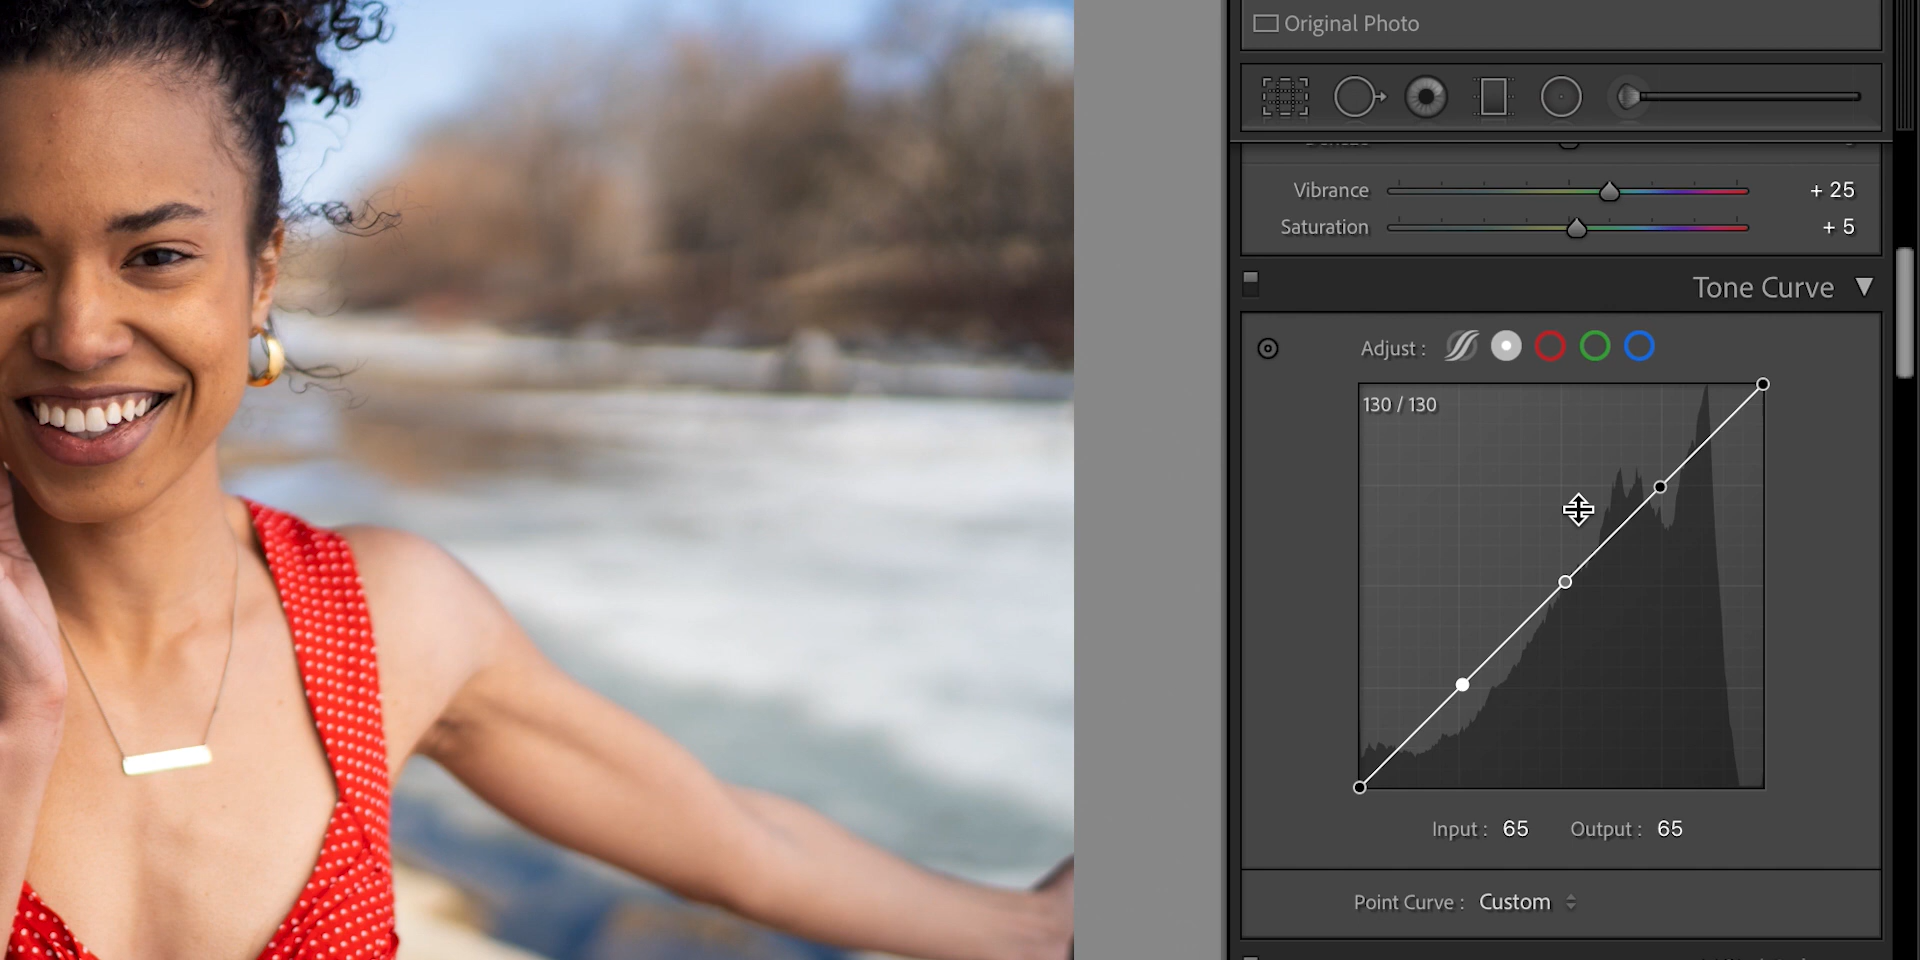 Original Photo
Vibrance + 25
Saturation + 5
Tone Curve
Adjust :
130 / 130
Input : 65 Output : 65
Point Curve : Custom